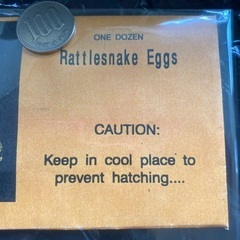 ONE DOZEN
Rattlesnake Eggs
CAUTION:
Keep in cool place to
prevent hatching....